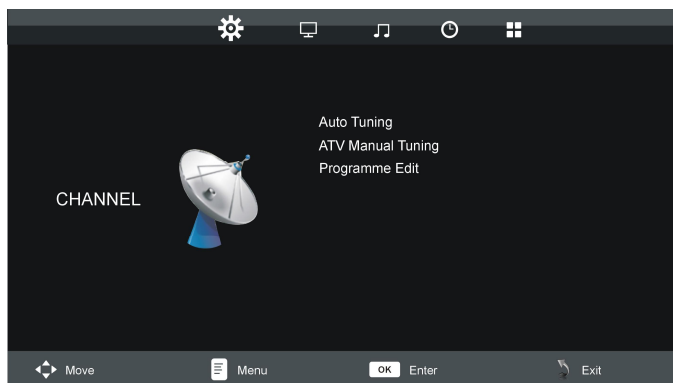 Auto Tuning
ATV Manual Tuning
Programme Edit
CHANNEL
Move
Menu
OK Enter
Exit